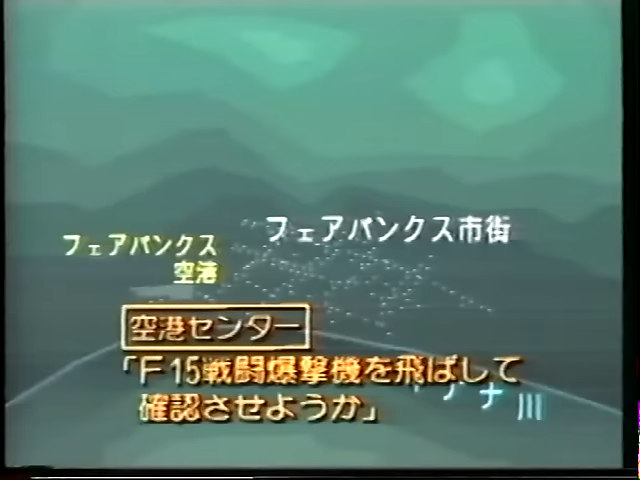 フェアバンクス市街
フェアバンクス
空港
空港センター
「F15戦闘爆撃機を飛ばして
確認させようか」
ナ川